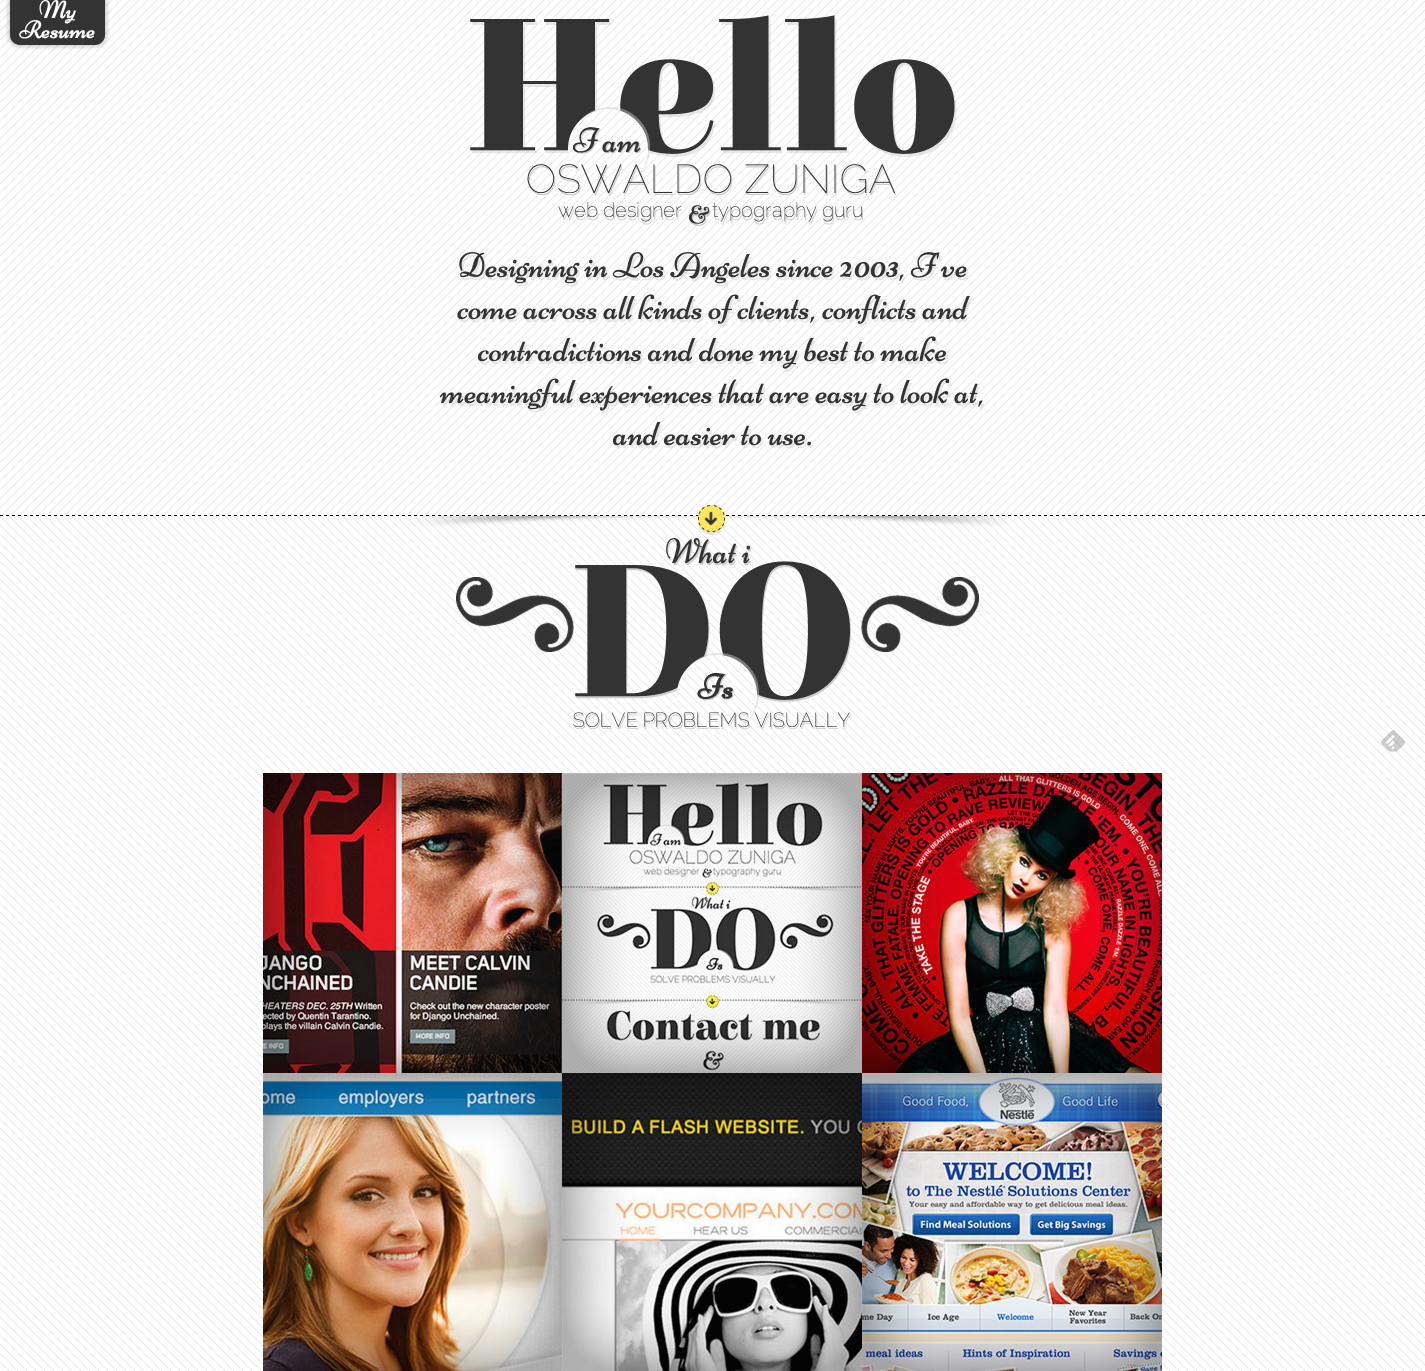 My
Resume
Hello
I am
OSWALDO ZUNIGA
web designer & typography guru
Designing in Los Angeles since 2003, I've
come across all kinds of clients, conflicts and
contradictions and done my best to make
meaningful experiences that are easy to look at,
and easier to use.
What i
DO
Is
SOLVE PROBLEMS VISUALLY
JANGO
NCHAINED
HEATERS DEC. 25TH Written
ected by Quentin Tarantino.
plays the villain Calvin Candie.
RE INFO
MEET CALVIN
CANDIE
Check out the new character poster
for Django Unchained.
MORE INFO
Hello
I am
OSWALDO ZUNIGA
web designer & typography guru
What i
DO
Is
SOLVE PROBLEMS VISUALLY
Contact me
&
ALL THAT GLITTERS IS GOLD
RAZZLE DAZZLE 'EM
OPENING TO RAVE REVIEW
TAKE THE STAGE
ALL THAT GLITTERS IS GOLD
FEMME FATALE
YOU'RE BEAUTIFUL, B
YOUR NAME IN LIGHTS
COME ONE, COME ALL
ome employers partners
BUILD A FLASH WEBSITE. YOU C
YOURCOMPANY.COM
HOME HEAR US COMMERCIAL
Good Food, Nestlé Good Life
WELCOME!
to The Nestlé Solutions Center
Your easy and affordable way to get delicious meal ideas.
Find Meal Solutions Get Big Savings
me Day Ice Age Welcome New Year Favorites Back On
meal ideas Hints of Inspiration Savings